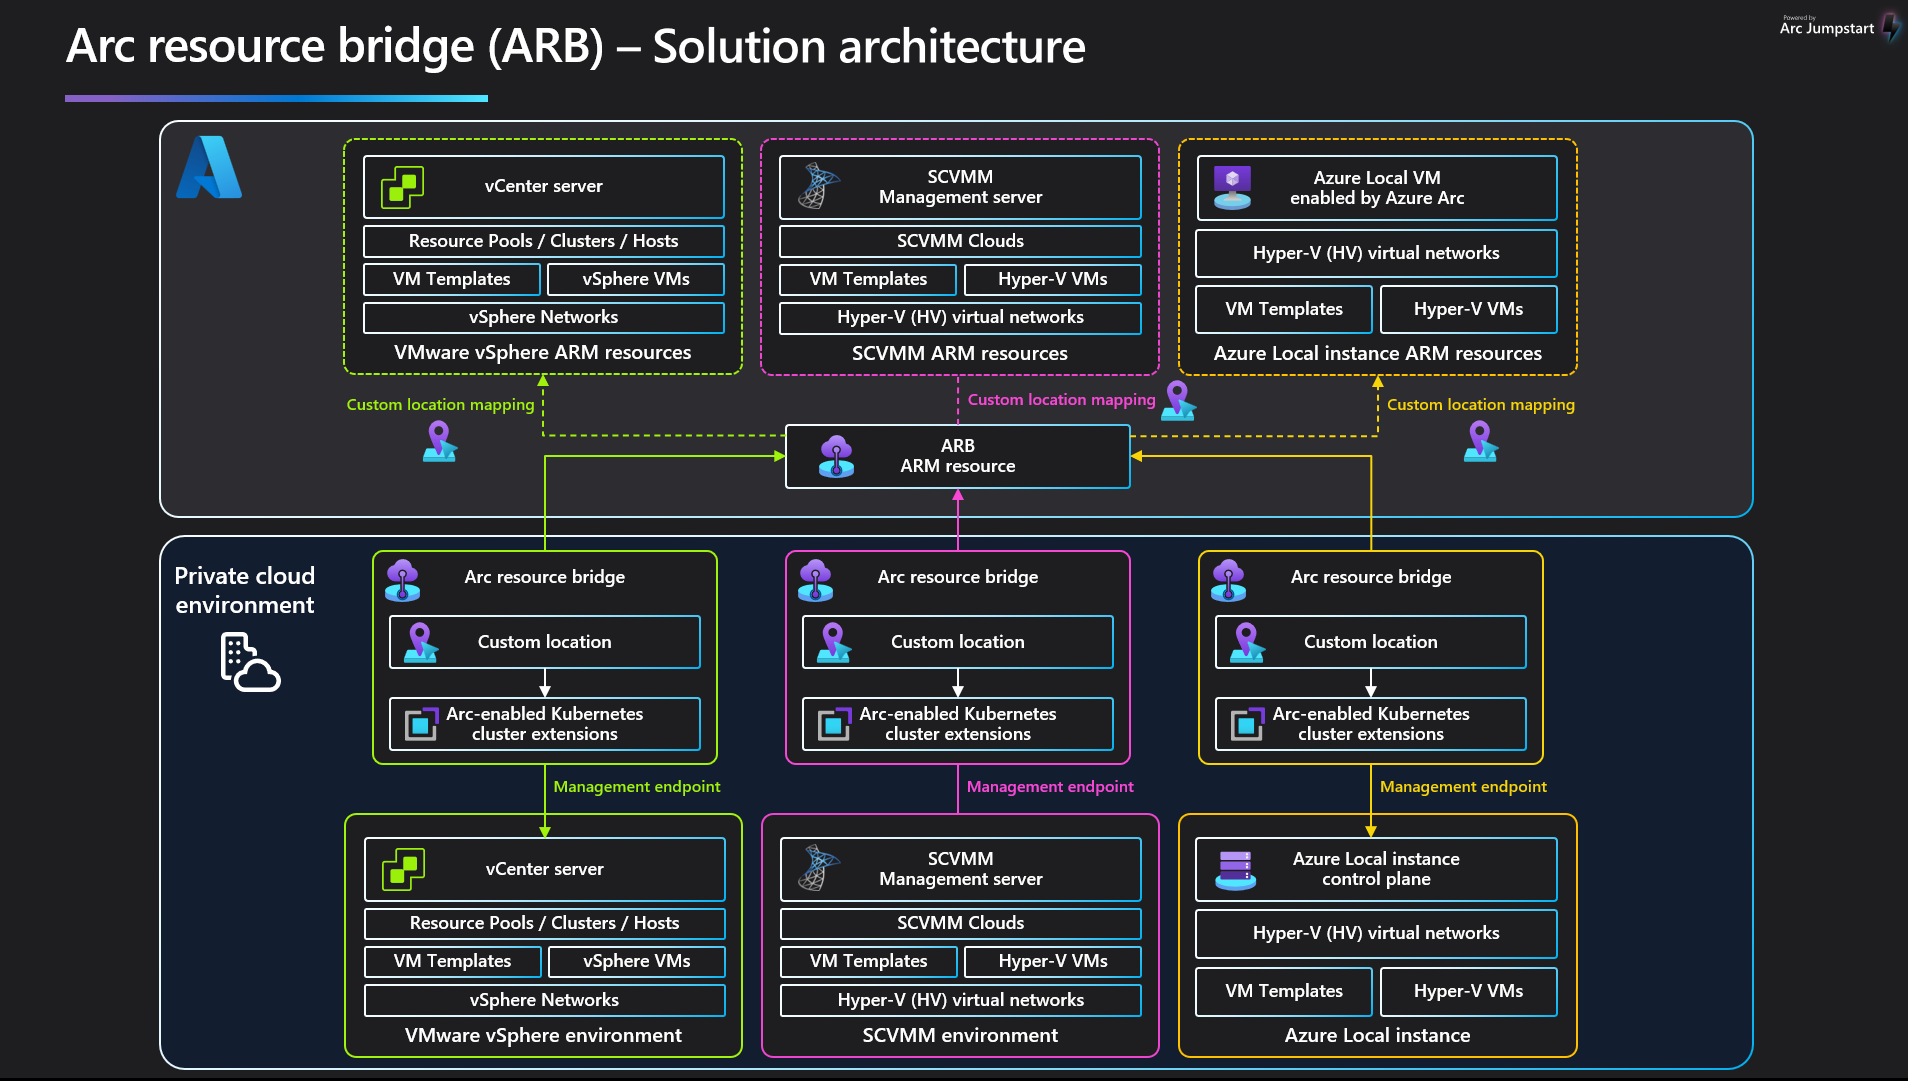 Arc resource bridge (ARB) – Solution architecture
Powered by
Arc Jumpstart
vCenter server
Resource Pools / Clusters / Hosts
VM Templates
vSphere VMs
vSphere Networks
VMware vSphere ARM resources
SCVMM
Management server
SCVMM Clouds
VM Templates
Hyper-V VMs
Hyper-V (HV) virtual networks
SCVMM ARM resources
Azure Local VM
enabled by Azure Arc
Hyper-V (HV) virtual networks
VM Templates
Hyper-V VMs
Azure Local instance ARM resources
Custom location mapping
Custom location mapping
Custom location mapping
ARB
ARM resource
Private cloud
environment
Arc resource bridge
Custom location
Arc-enabled Kubernetes
cluster extensions
Arc resource bridge
Custom location
Arc-enabled Kubernetes
cluster extensions
Arc resource bridge
Custom location
Arc-enabled Kubernetes
cluster extensions
Management endpoint
Management endpoint
Management endpoint
vCenter server
Resource Pools / Clusters / Hosts
VM Templates
vSphere VMs
vSphere Networks
VMware vSphere environment
SCVMM
Management server
SCVMM Clouds
VM Templates
Hyper-V VMs
Hyper-V (HV) virtual networks
SCVMM environment
Azure Local instance
control plane
Hyper-V (HV) virtual networks
VM Templates
Hyper-V VMs
Azure Local instance